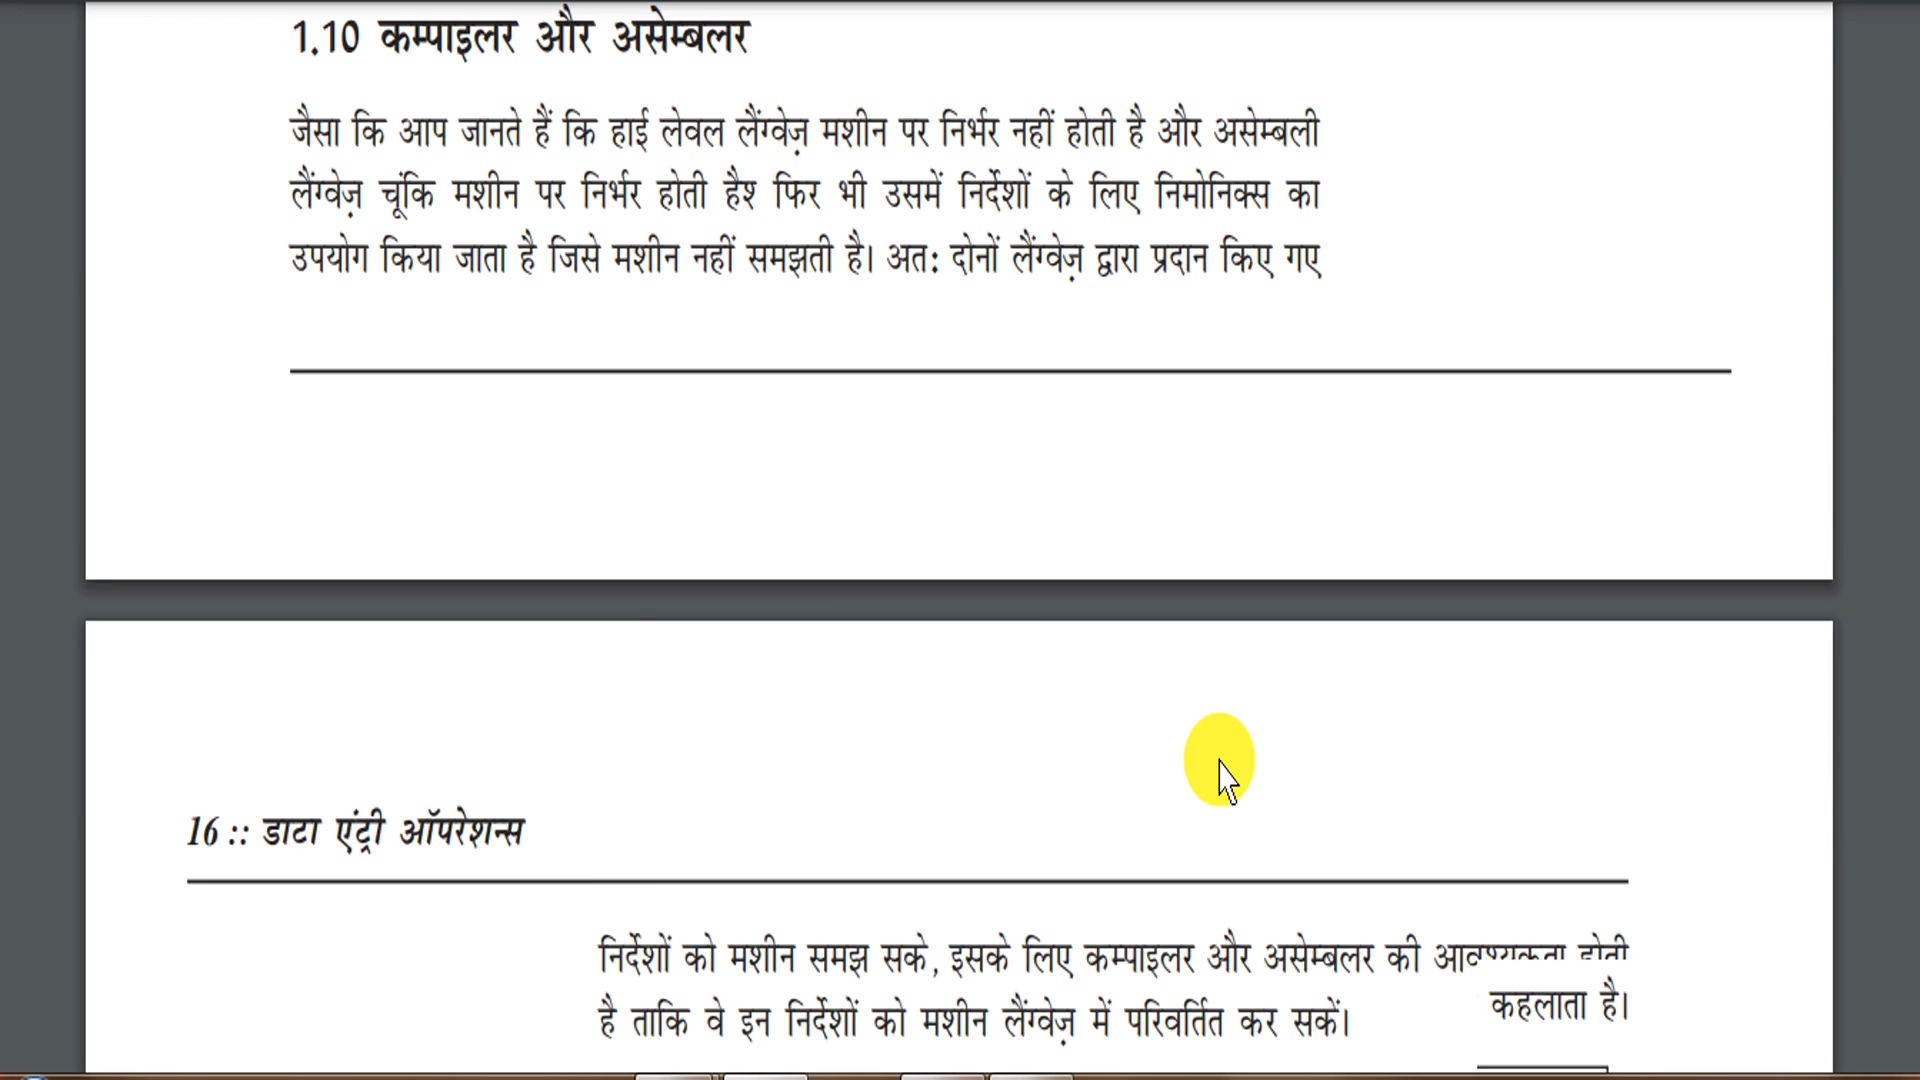 1.10 कम्पाइलर और असेम्बलर
जैसा कि आप जानते हैं कि हाई लेवल लैंग्वेज़ मशीन पर निर्भर नहीं होती है और असेम्बली
लैंग्वेज़ चूंकि मशीन पर निर्भर होती हैश फिर भी उसमें निर्देशों के लिए निमोनिक्स का
उपयोग किया जाता है जिसे मशीन नहीं समझती है। अत: दोनों लैंग्वेज़ द्वारा प्रदान किए गए
16 :: डाटा एंट्री ऑपरेशन्स
निर्देशों को मशीन समझ सके, इसके लिए कम्पाइलर और असेम्बलर की आवश्यकता होती
है ताकि वे इन निर्देशों को मशीन लैंग्वेज़ में परिवर्तित कर सकें।
कहलाता है।